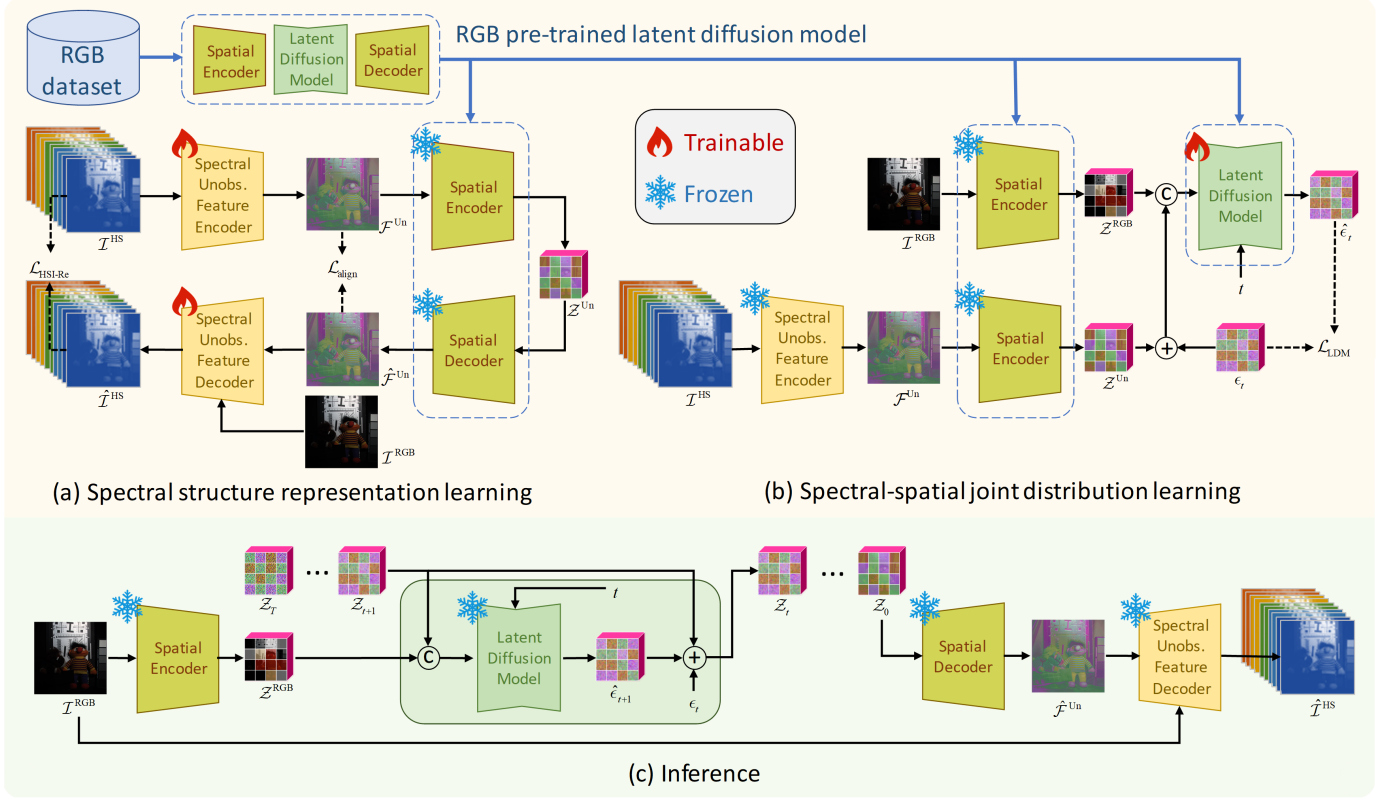 RGB
dataset
Spatial
Encoder
Latent
Diffusion
Model
Spatial
Decoder
RGB pre-trained latent diffusion model
Trainable
Frozen
Spectral
Unobs.
Feature
Encoder
Spatial
Encoder
𝓘^HS
𝓕^Un
𝓛_HSI-Re
𝓛_align
𝓩^Un
Spectral
Unobs.
Feature
Decoder
Spatial
Decoder
𝓘̂^HS
𝓕̂^Un
𝓘^RGB
(a) Spectral structure representation learning
Spatial
Encoder
Latent
Diffusion
Model
C
𝓘^RGB
𝓩^RGB
ϵ̂_t
t
Spectral
Unobs.
Feature
Encoder
Spatial
Encoder
+
𝓛_LDM
𝓘^HS
𝓕^Un
𝓩^Un
ϵ_t
(b) Spectral-spatial joint distribution learning
𝓩_T
...
𝓩_t+1
t
𝓩_t
...
𝓩_0
Spatial
Encoder
C
Latent
Diffusion
Model
+
Spatial
Decoder
Spectral
Unobs.
Feature
Decoder
𝓘^RGB
𝓩^RGB
ϵ̂_t+1
ϵ_t
𝓕̂^Un
𝓘̂^HS
(c) Inference